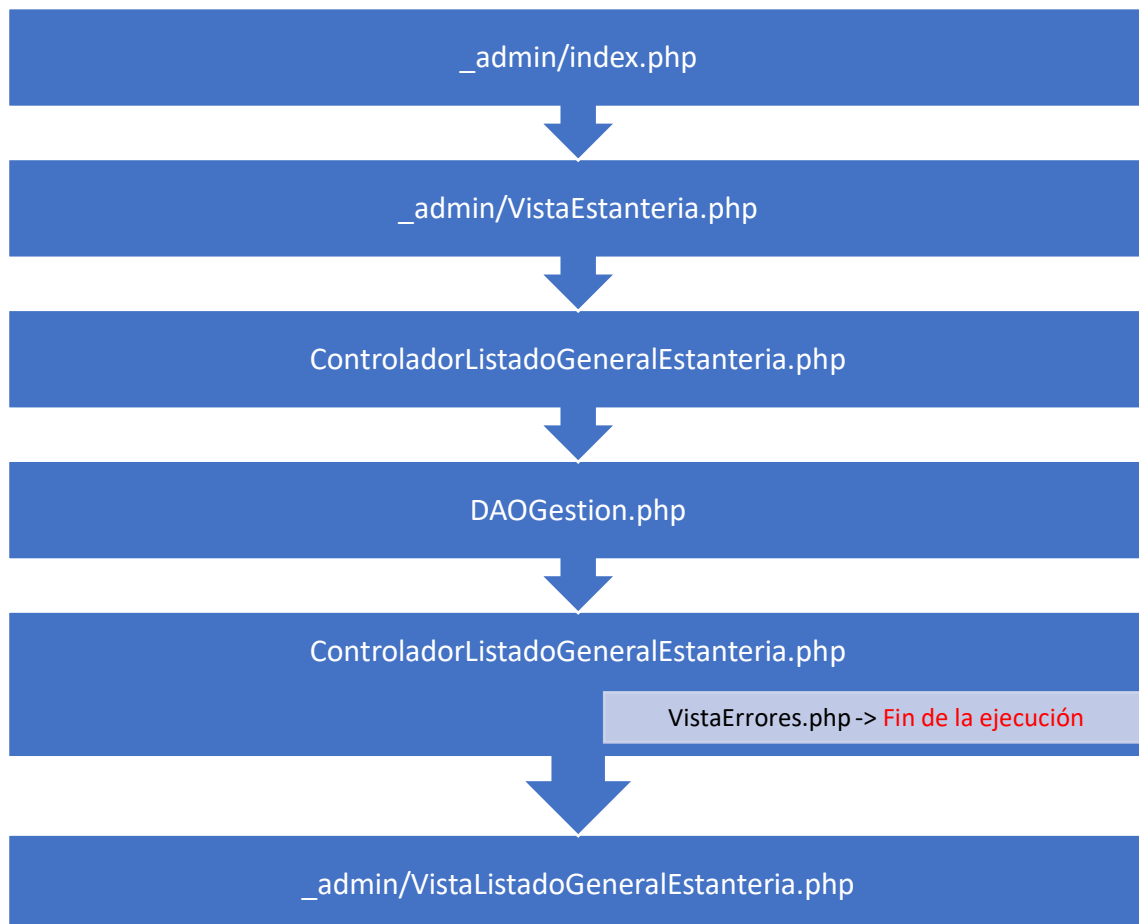 _admin/index.php
_admin/VistaEstanteria.php
ControladorListadoGeneralEstanteria.php
DAOGestion.php
ControladorListadoGeneralEstanteria.php
VistaErrores.php -> Fin de la ejecución
_admin/VistaListadoGeneralEstanteria.php